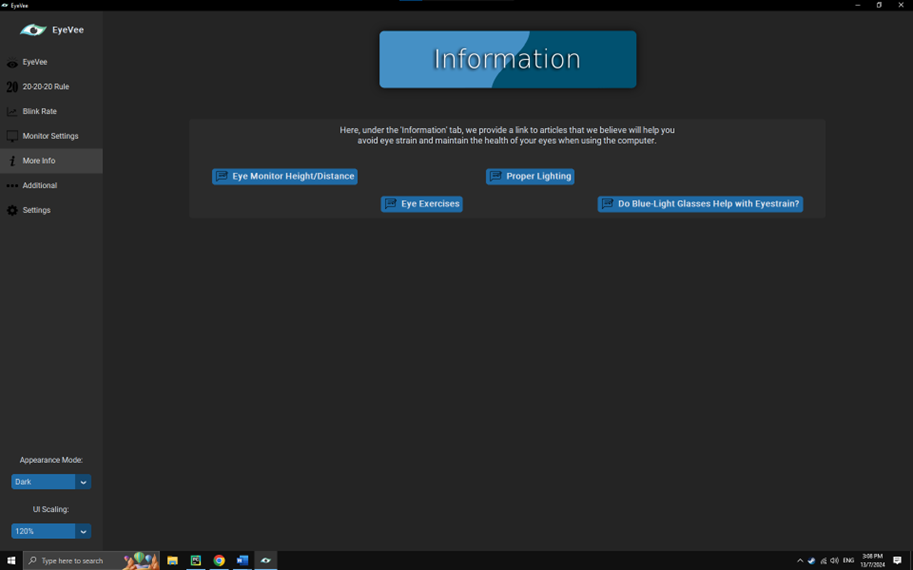 EyeVee
EyeVee
EyeVee
20 20-20-20 Rule
Blink Rate
Monitor Settings
More Info
Additional
Settings
Information
Here, under the 'Information' tab, we provide a link to articles that we believe will help you
avoid eye strain and maintain the health of your eyes when using the computer.
Eye Monitor Height/Distance
Proper Lighting
Eye Exercises
Do Blue-Light Glasses Help with Eyestrain?
Appearance Mode:
Dark
UI Scaling:
120%
Type here to search
ENG
3:08 PM
13/7/2024